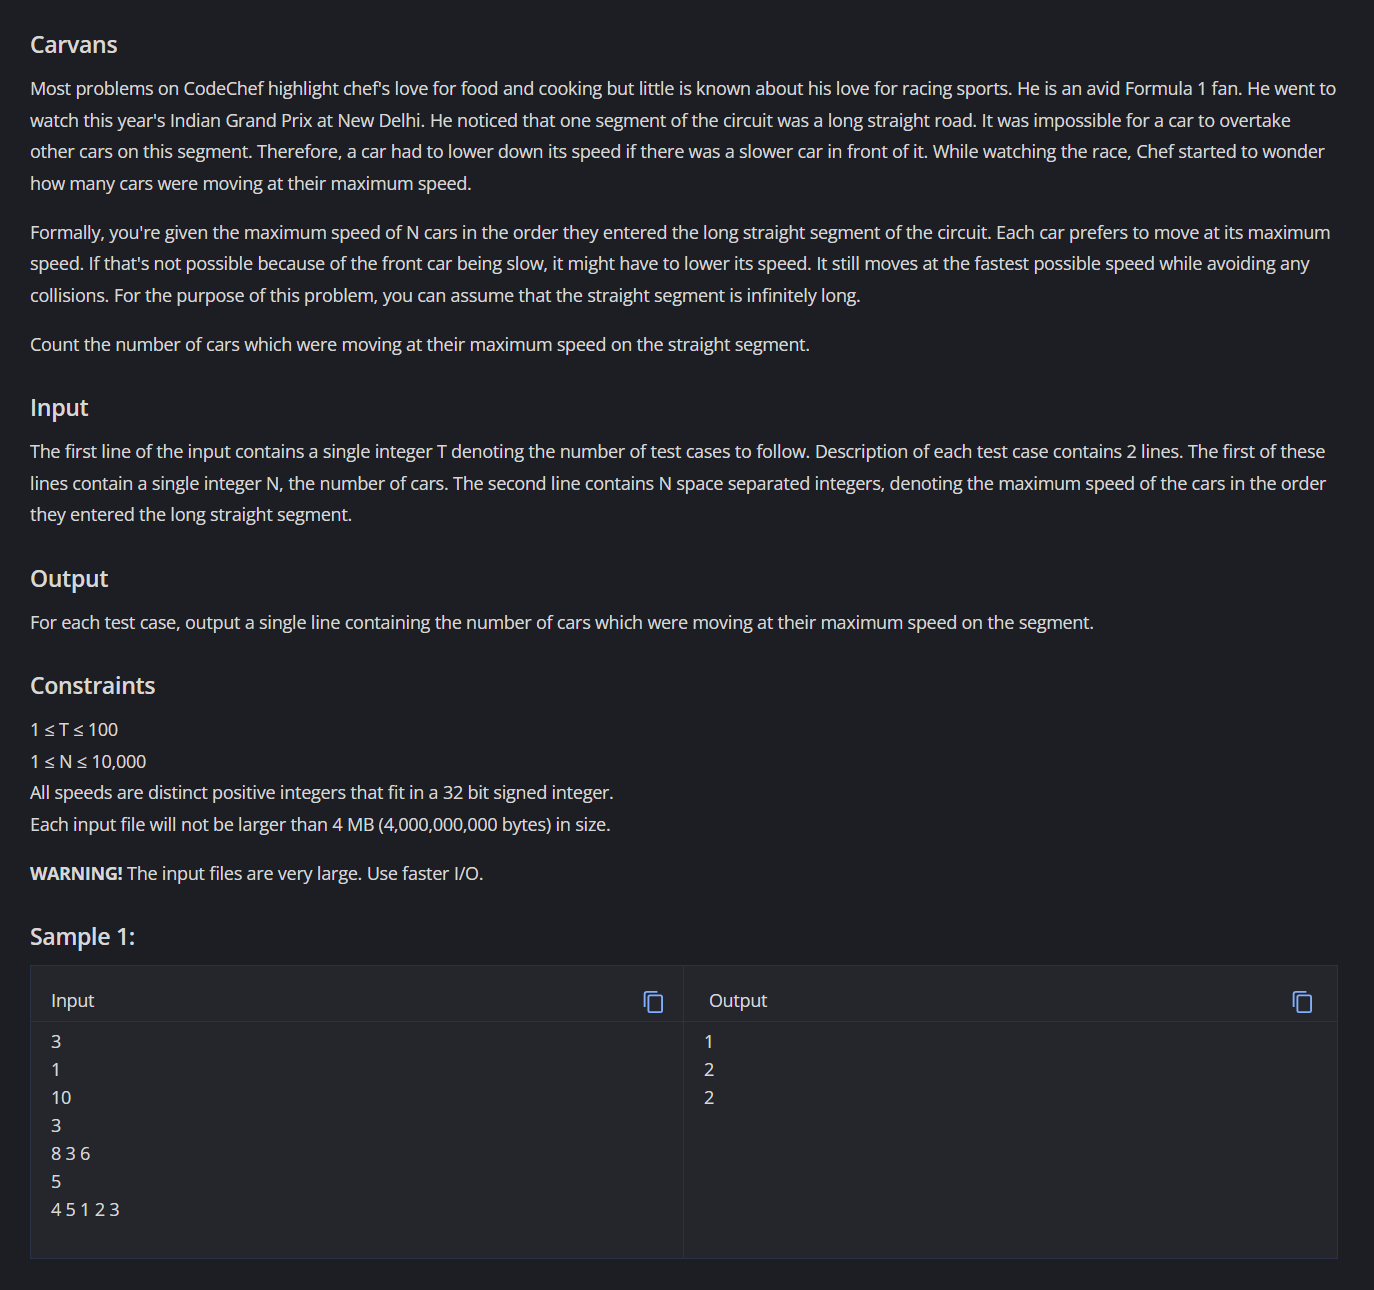 Carvans
Most problems on CodeChef highlight chef's love for food and cooking but little is known about his love for racing sports. He is an avid Formula 1 fan. He went to
watch this year's Indian Grand Prix at New Delhi. He noticed that one segment of the circuit was a long straight road. It was impossible for a car to overtake
other cars on this segment. Therefore, a car had to lower down its speed if there was a slower car in front of it. While watching the race, Chef started to wonder
how many cars were moving at their maximum speed.
Formally, you're given the maximum speed of N cars in the order they entered the long straight segment of the circuit. Each car prefers to move at its maximum
speed. If that's not possible because of the front car being slow, it might have to lower its speed. It still moves at the fastest possible speed while avoiding any
collisions. For the purpose of this problem, you can assume that the straight segment is infinitely long.
Count the number of cars which were moving at their maximum speed on the straight segment.
Input
The first line of the input contains a single integer T denoting the number of test cases to follow. Description of each test case contains 2 lines. The first of these
lines contain a single integer N, the number of cars. The second line contains N space separated integers, denoting the maximum speed of the cars in the order
they entered the long straight segment.
Output
For each test case, output a single line containing the number of cars which were moving at their maximum speed on the segment.
Constraints
1 ≤ T ≤ 100
1 ≤ N ≤ 10,000
All speeds are distinct positive integers that fit in a 32 bit signed integer.
Each input file will not be larger than 4 MB (4,000,000,000 bytes) in size.
WARNING! The input files are very large. Use faster I/O.
Sample 1:
Input
3
1
10
3
8 3 6
5
4 5 1 2 3
Output
1
2
2